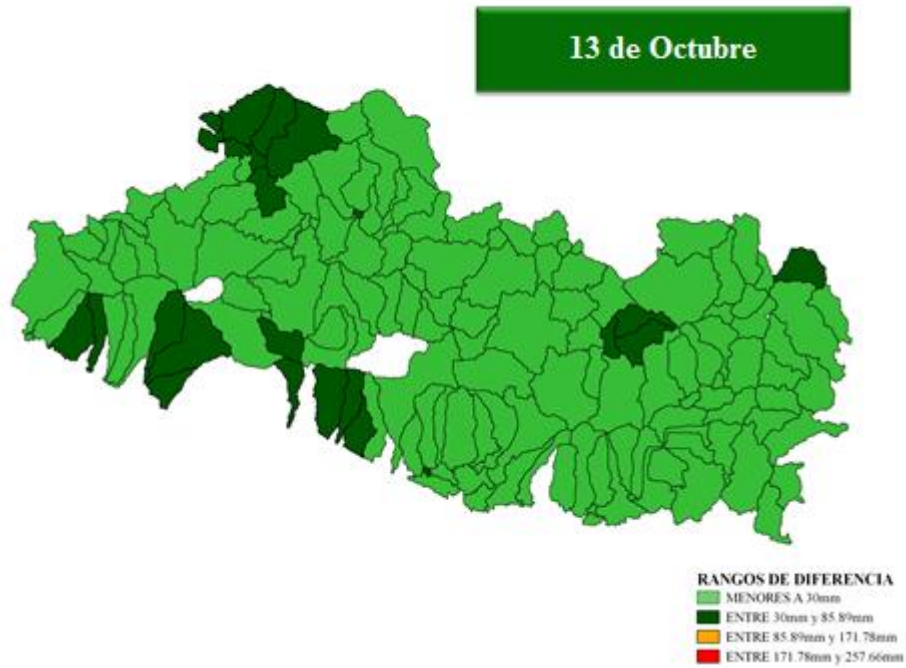 13 de Octubre
RANGOS DE DIFERENCIA
MENORES A 30mm
ENTRE 30mm y 85.89mm
ENTRE 85.89mm y 171.78mm
ENTRE 171.78mm y 257.66mm